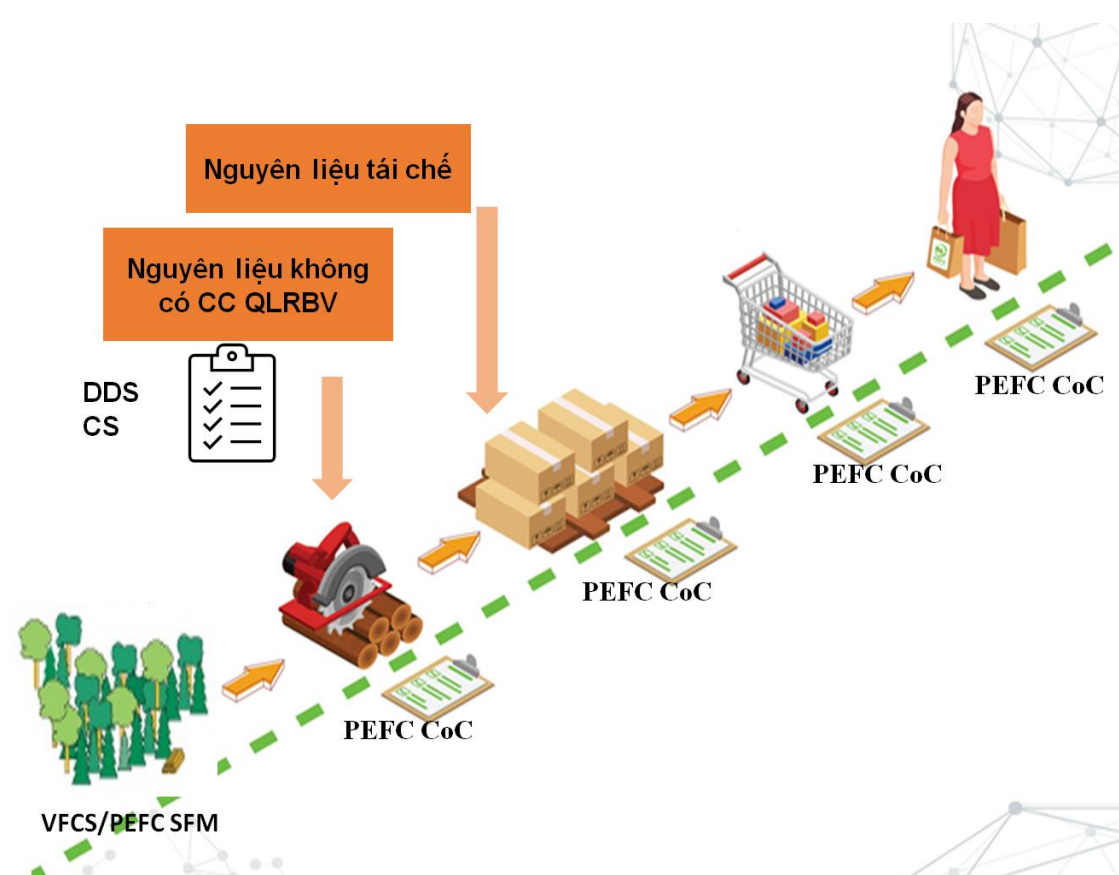 Nguyên liệu tái chế
Nguyên liệu không
có CC QLRBV
DDS
CS
PEFC CoC
PEFC CoC
PEFC CoC
PEFC CoC
VFCS/PEFC SFM